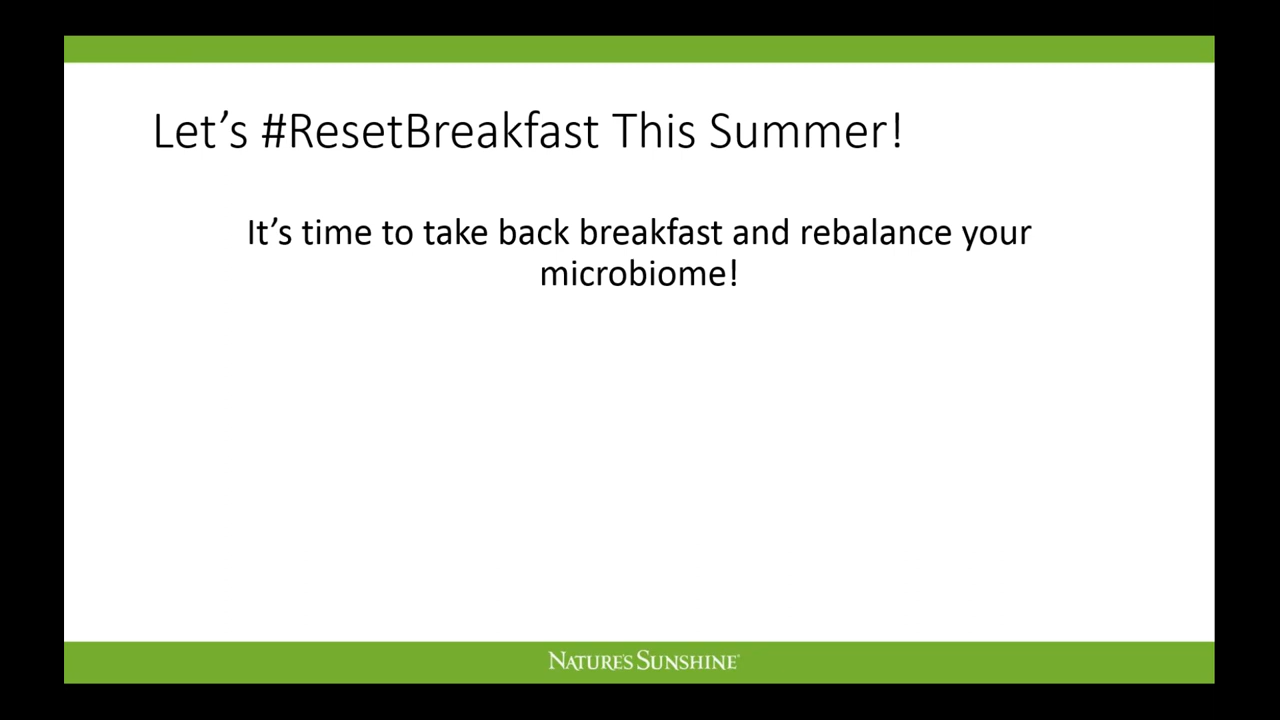 Let’s #ResetBreakfast This Summer!
It’s time to take back breakfast and rebalance your
microbiome!
NATURE'S SUNSHINE